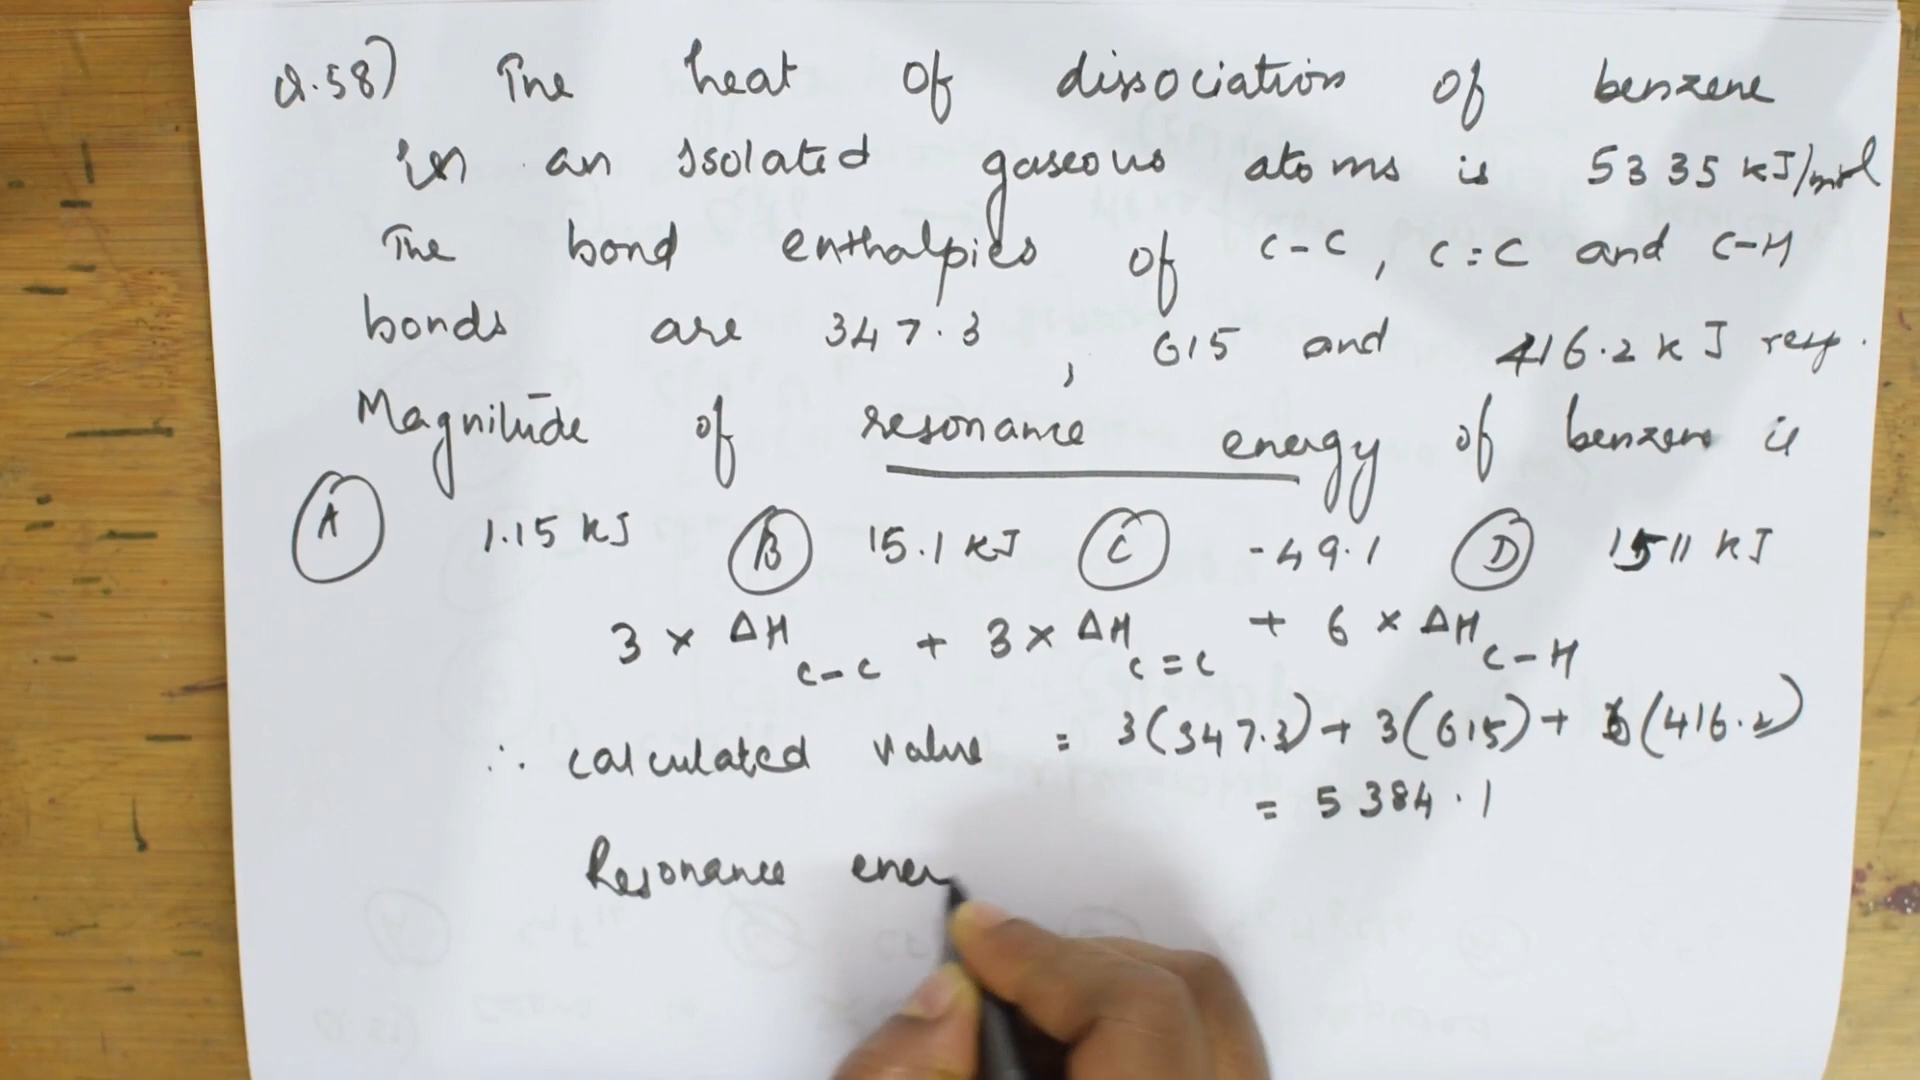 Q.58) The heat of dissociation of benzene
in an Isolated gaseous atoms is 5335 kJ/mol
The bond enthalpies of C-C, C=C and C-H
bonds are 347.3, 615 and 416.2 kJ resp.
Magnitude of resonance energy of benzene is
A 1.15 kJ B 15.1 kJ C -49.1 D 1511 kJ
3 × ΔH C-C + 3 × ΔH C=C + 6 × ΔH C-H
∴ calculated value = 3(347.3) + 3(615) + 6(416.2)
= 5384.1
Resonance ener